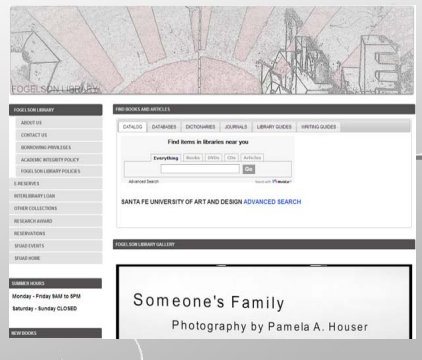 FOGELSON LIBRARY
FOGELSON LIBRARY
ABOUT US
CONTACT US
BORROWING PRIVILEGES
ACADEMIC INTEGRITY POLICY
FOGELSON LIBRARY POLICIES
E-RESERVES
INTERLIBRARY LOAN
OTHER COLLECTIONS
RESEARCH AWARD
RESERVATIONS
SFUAD EVENTS
SFUAD HOME
SUMMER HOURS
Monday - Friday 9AM to 5PM
Saturday - Sunday CLOSED
NEW BOOKS
FIND BOOKS AND ARTICLES
CATALOG DATABASES DICTIONARIES JOURNALS LIBRARY GUIDES WRITING GUIDES
Find items in libraries near you
Everything Books DVDs CDs Articles
Go
Advanced Search
SANTA FE UNIVERSITY OF ART AND DESIGN ADVANCED SEARCH
FOGELSON LIBRARY GALLERY
Someone's Family
Photography by Pamela A. Houser